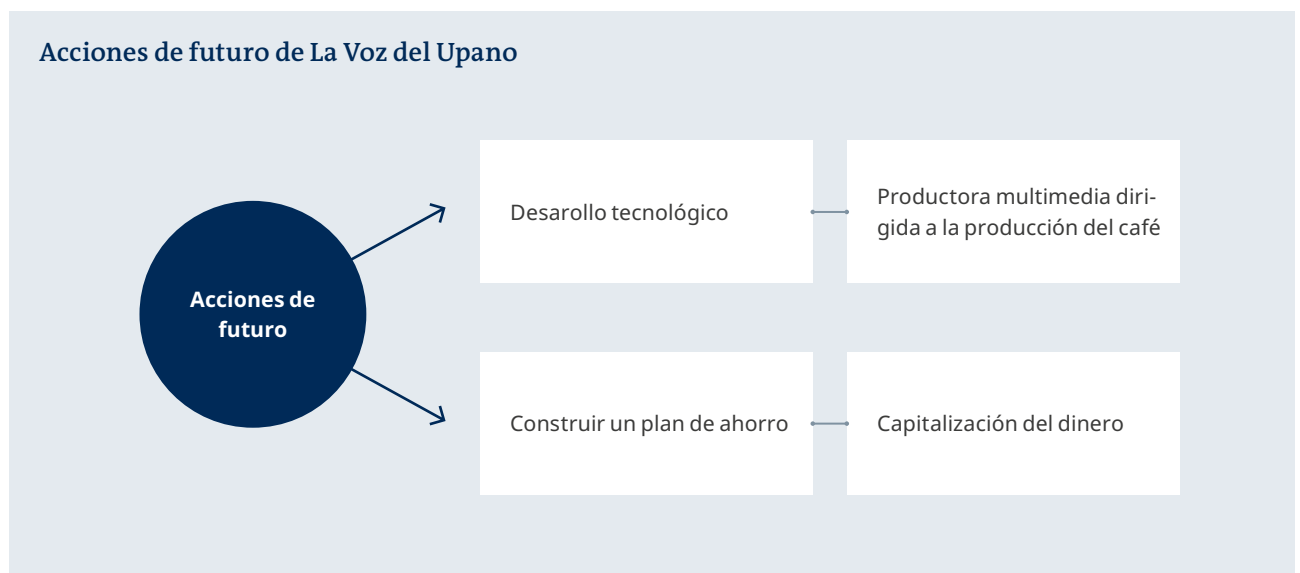 Acciones de futuro de La Voz del Upano
Acciones de
futuro
Desarollo tecnológico
Productora multimedia diri-
gida a la producción del café
Construir un plan de ahorro
Capitalización del dinero